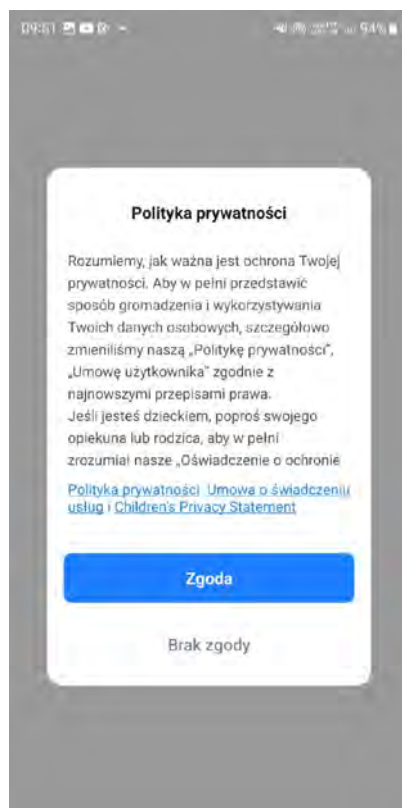 94%
Polityka prywatności
Rozumiemy, jak ważna jest ochrona Twojej
prywatności. Aby w pełni przedstawić
sposób gromadzenia i wykorzystywania
Twoich danych osobowych, szczegółowo
zmieniliśmy naszą „Politykę prywatności”,
„Umowę użytkownika” zgodnie z
najnowszymi przepisami prawa.
Jeśli jesteś dzieckiem, poproś swojego
opiekuna lub rodzica, aby w pełni
zrozumiał nasze „Oświadczenie o ochronie
Polityka prywatności Umowa o świadczeniu
usług i Children's Privacy Statement
Zgoda
Brak zgody